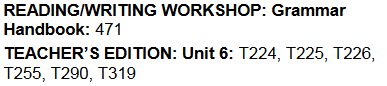 READING/WRITING WORKSHOP: Grammar
Handbook: 471
TEACHER’S EDITION: Unit 6: T224, T225, T226,
T255, T290, T319